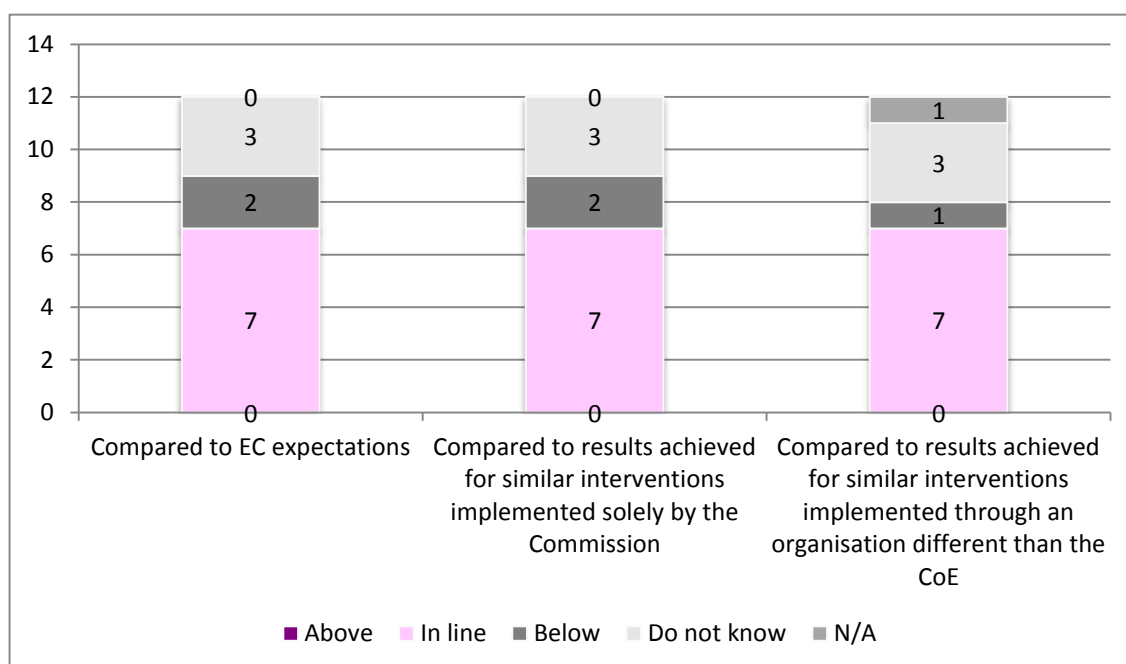 14
12
10
8
6
4
2
0
0
3
2
7
0
0
3
2
7
0
1
3
1
7
0
Compared to EC expectations
Compared to results achieved
for similar interventions
implemented solely by the
Commission
Compared to results achieved
for similar interventions
implemented through an
organisation different than the
CoE
Above In line Below Do not know N/A